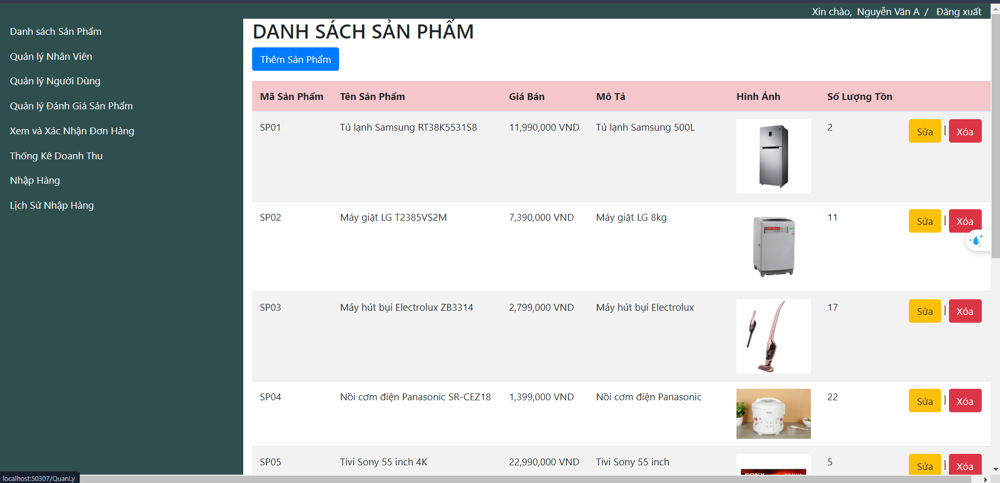 Xin chào, Nguyễn Văn A / Đăng xuất
Danh sách Sản Phẩm
Quản lý Nhân Viên
Quản lý Người Dùng
Quản lý Đánh Giá Sản Phẩm
Xem và Xác Nhận Đơn Hàng
Thống Kê Doanh Thu
Nhập Hàng
Lịch Sử Nhập Hàng
DANH SÁCH SẢN PHẨM
Thêm Sản Phẩm
Mã Sản Phẩm Tên Sản Phẩm Giá Bán Mô Tả Hình Ảnh Số Lượng Tồn
SP01 Tủ lạnh Samsung RT38K5531S8 11,990,000 VND Tủ lạnh Samsung 500L 2 Sửa | Xóa
SP02 Máy giặt LG T2385VS2M 7,390,000 VND Máy giặt LG 8kg 11 Sửa | Xóa
SP03 Máy hút bụi Electrolux ZB3314 2,799,000 VND Máy hút bụi Electrolux 17 Sửa | Xóa
SP04 Nồi cơm điện Panasonic SR-CEZ18 1,399,000 VND Nồi cơm điện Panasonic 22 Sửa | Xóa
SP05 Tivi Sony 55 inch 4K 22,990,000 VND Tivi Sony 55 inch 5 Sửa | Xóa
SONY BRAVIA
localhost:50307/QuanLy